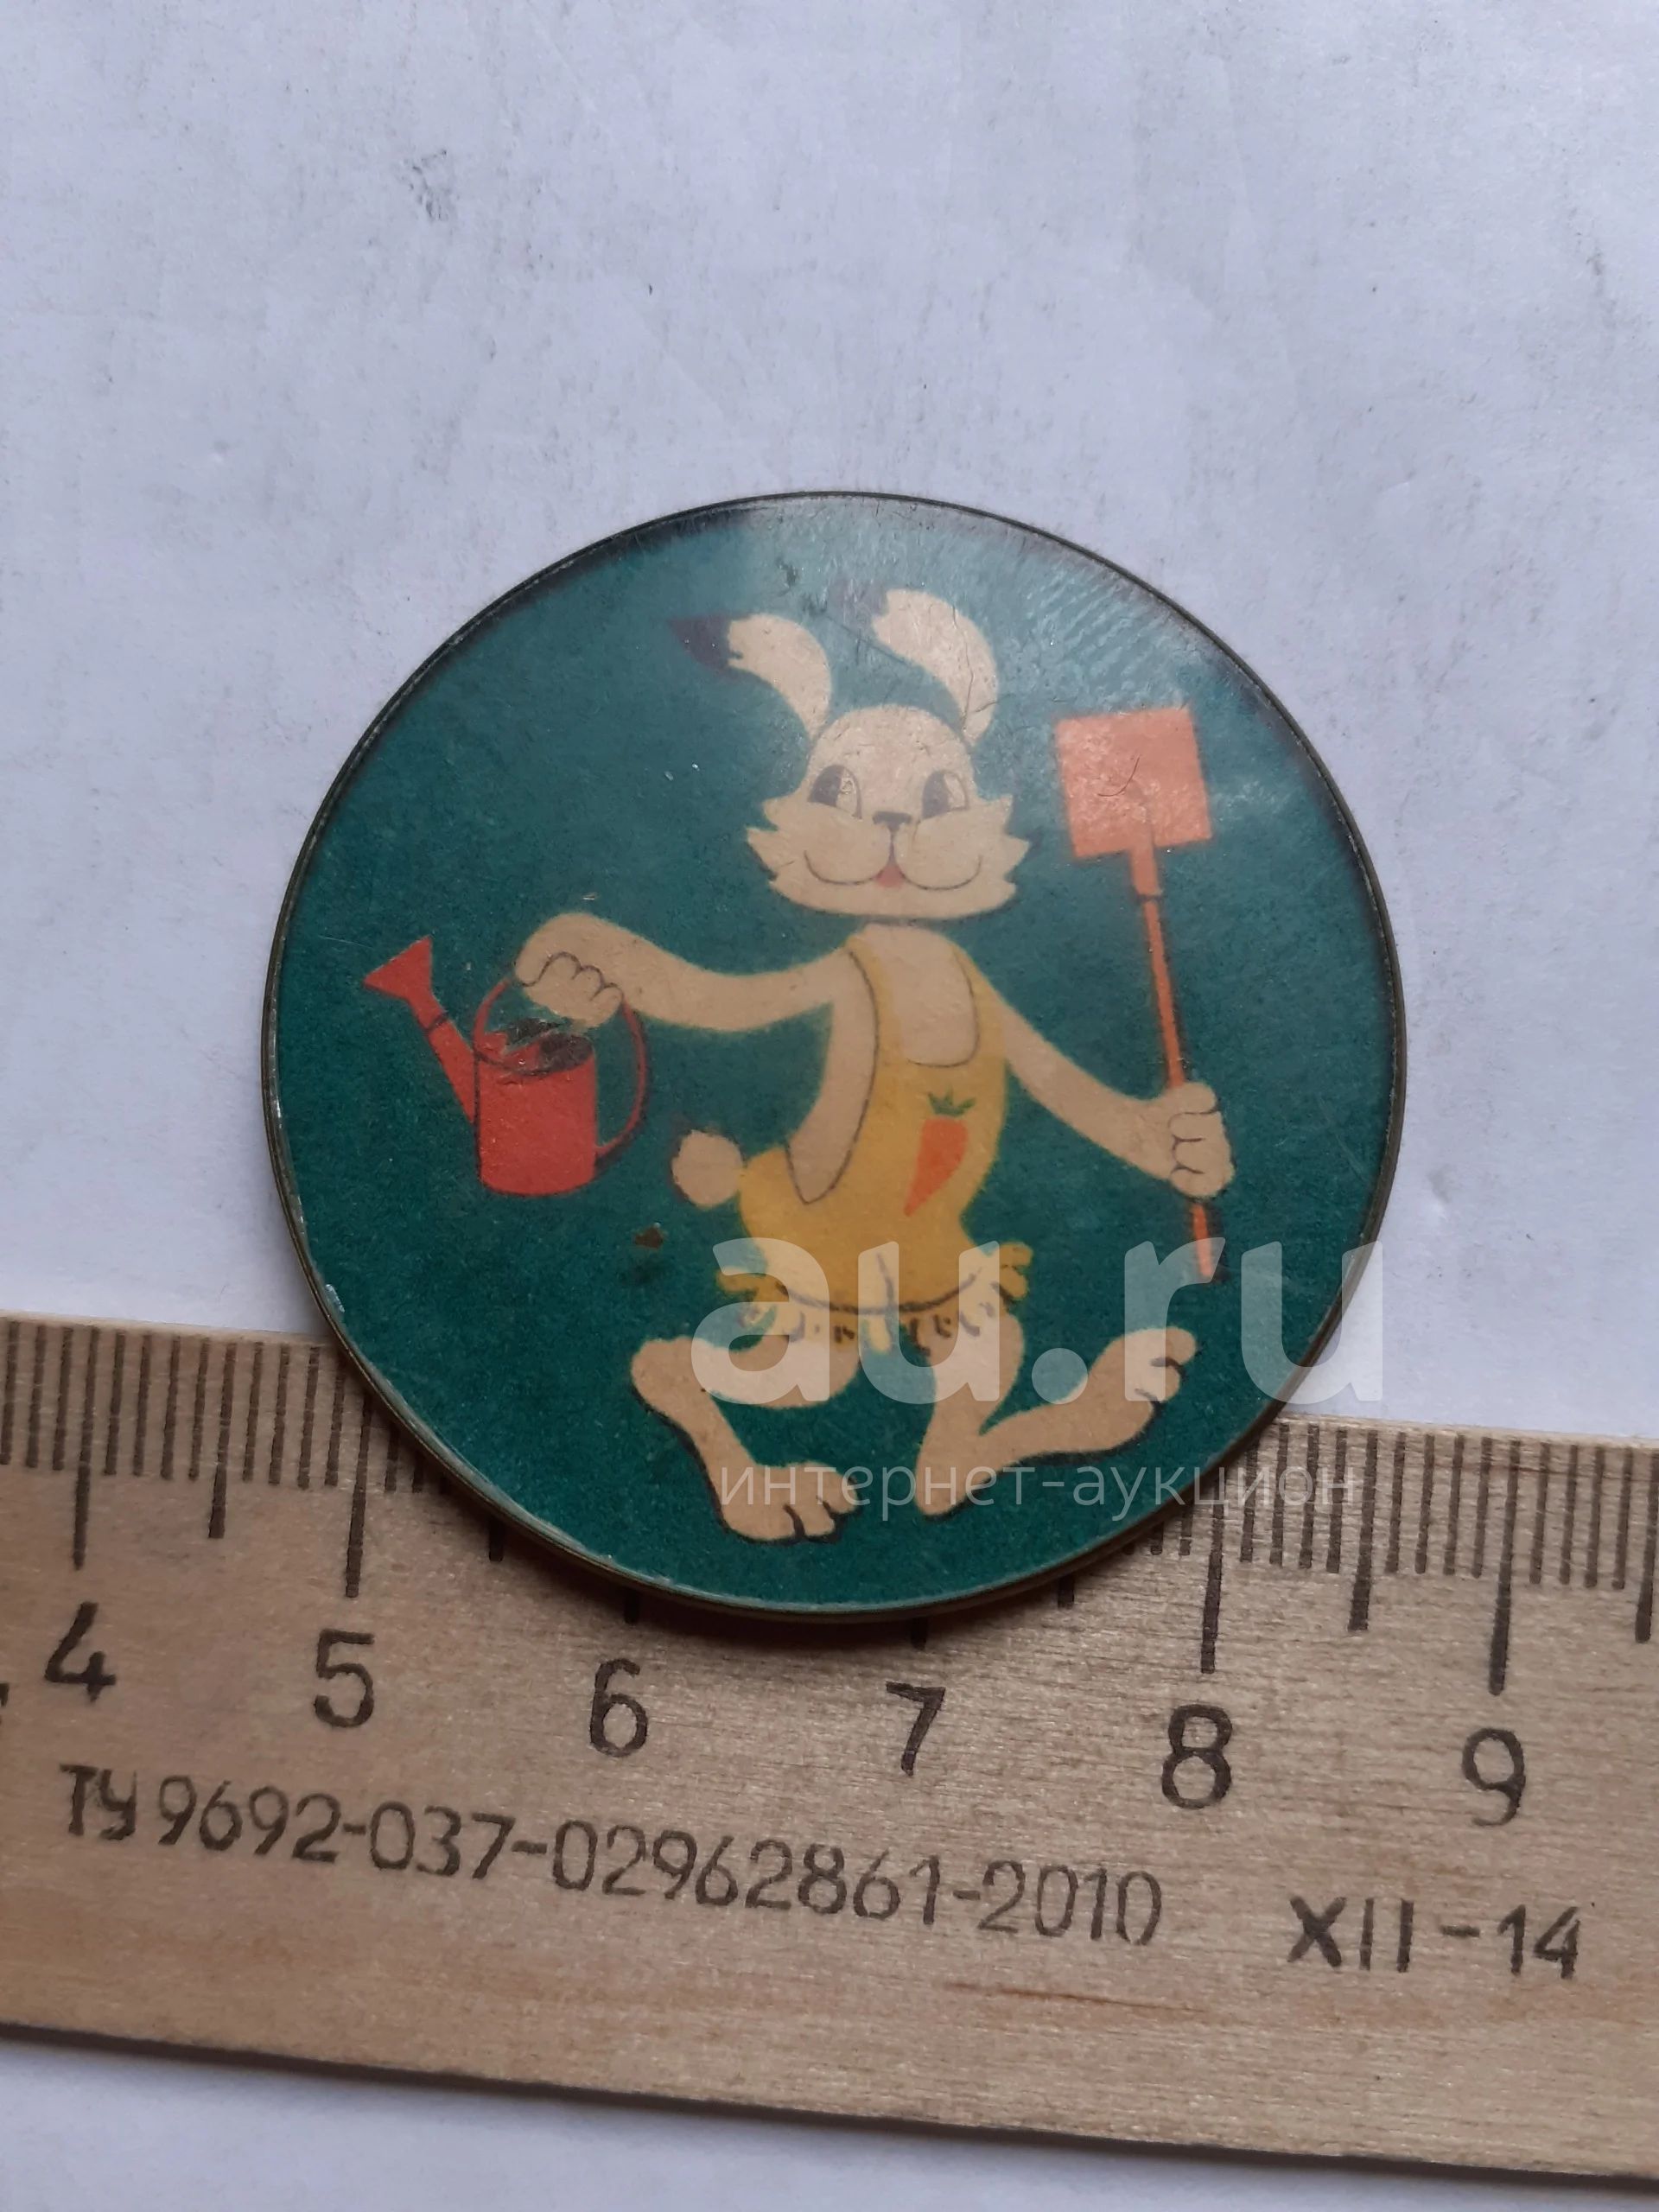 au.ru
интернет-аукцион
4 5 6 7 8 9
ТУ 9692-037-02962861-2010 XII-14